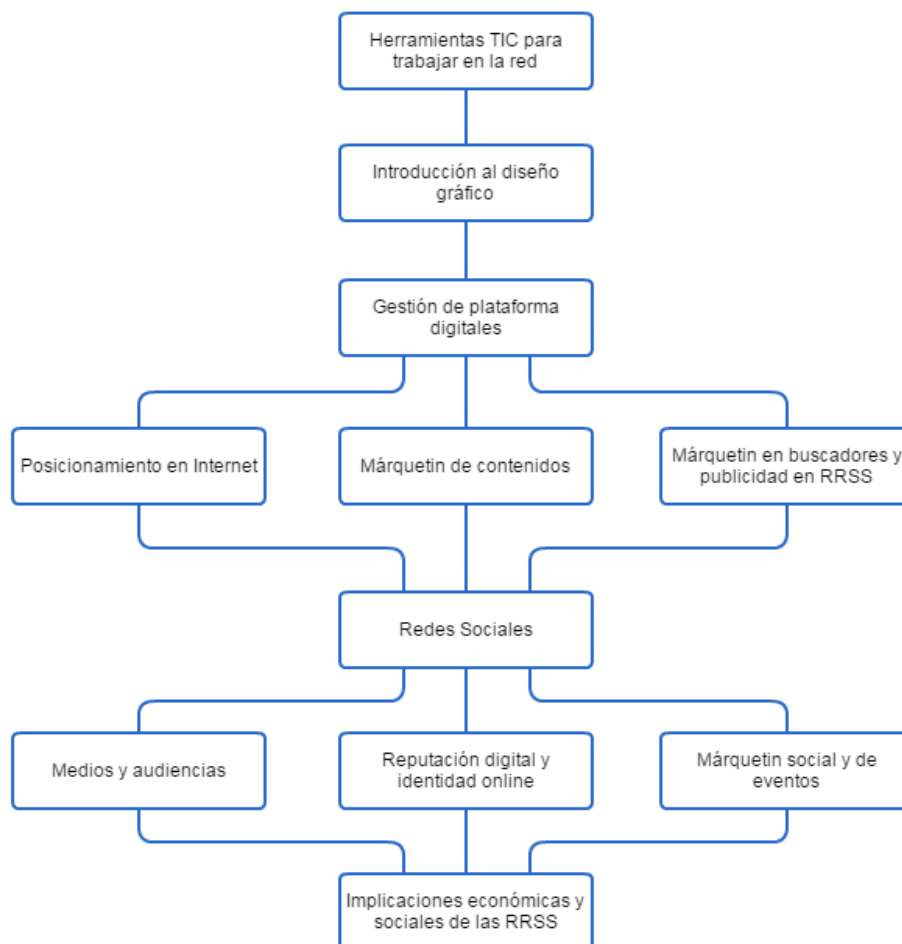 Herramientas TIC para
trabajar en la red
Introducción al diseño
gráfico
Gestión de plataforma
digitales
Posicionamiento en Internet
Márquetin de contenidos
Márquetin en buscadores y
publicidad en RRSS
Redes Sociales
Medios y audiencias
Reputación digital y
identidad online
Márquetin social y de
eventos
Implicaciones económicas y
sociales de las RRSS